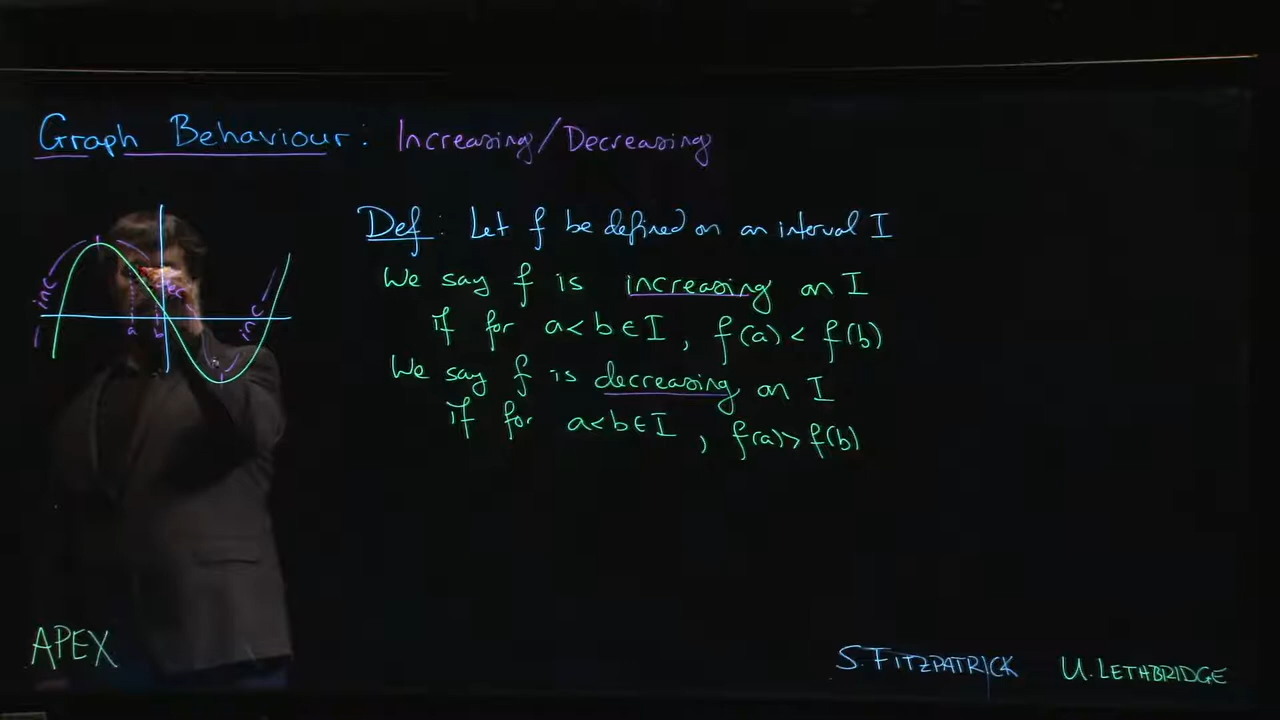 Graph Behaviour: Increasing/Decreasing
Def: Let f be defined on an interval I
We say f is increasing on I
if for a<b∈I, f(a) < f(b)
We say f is decreasing on I
if for a<b∈I, f(a)> f(b)
inc
dec
inc
a
b
APEX
S. FITZPATRICK
U. LETHBRIDGE